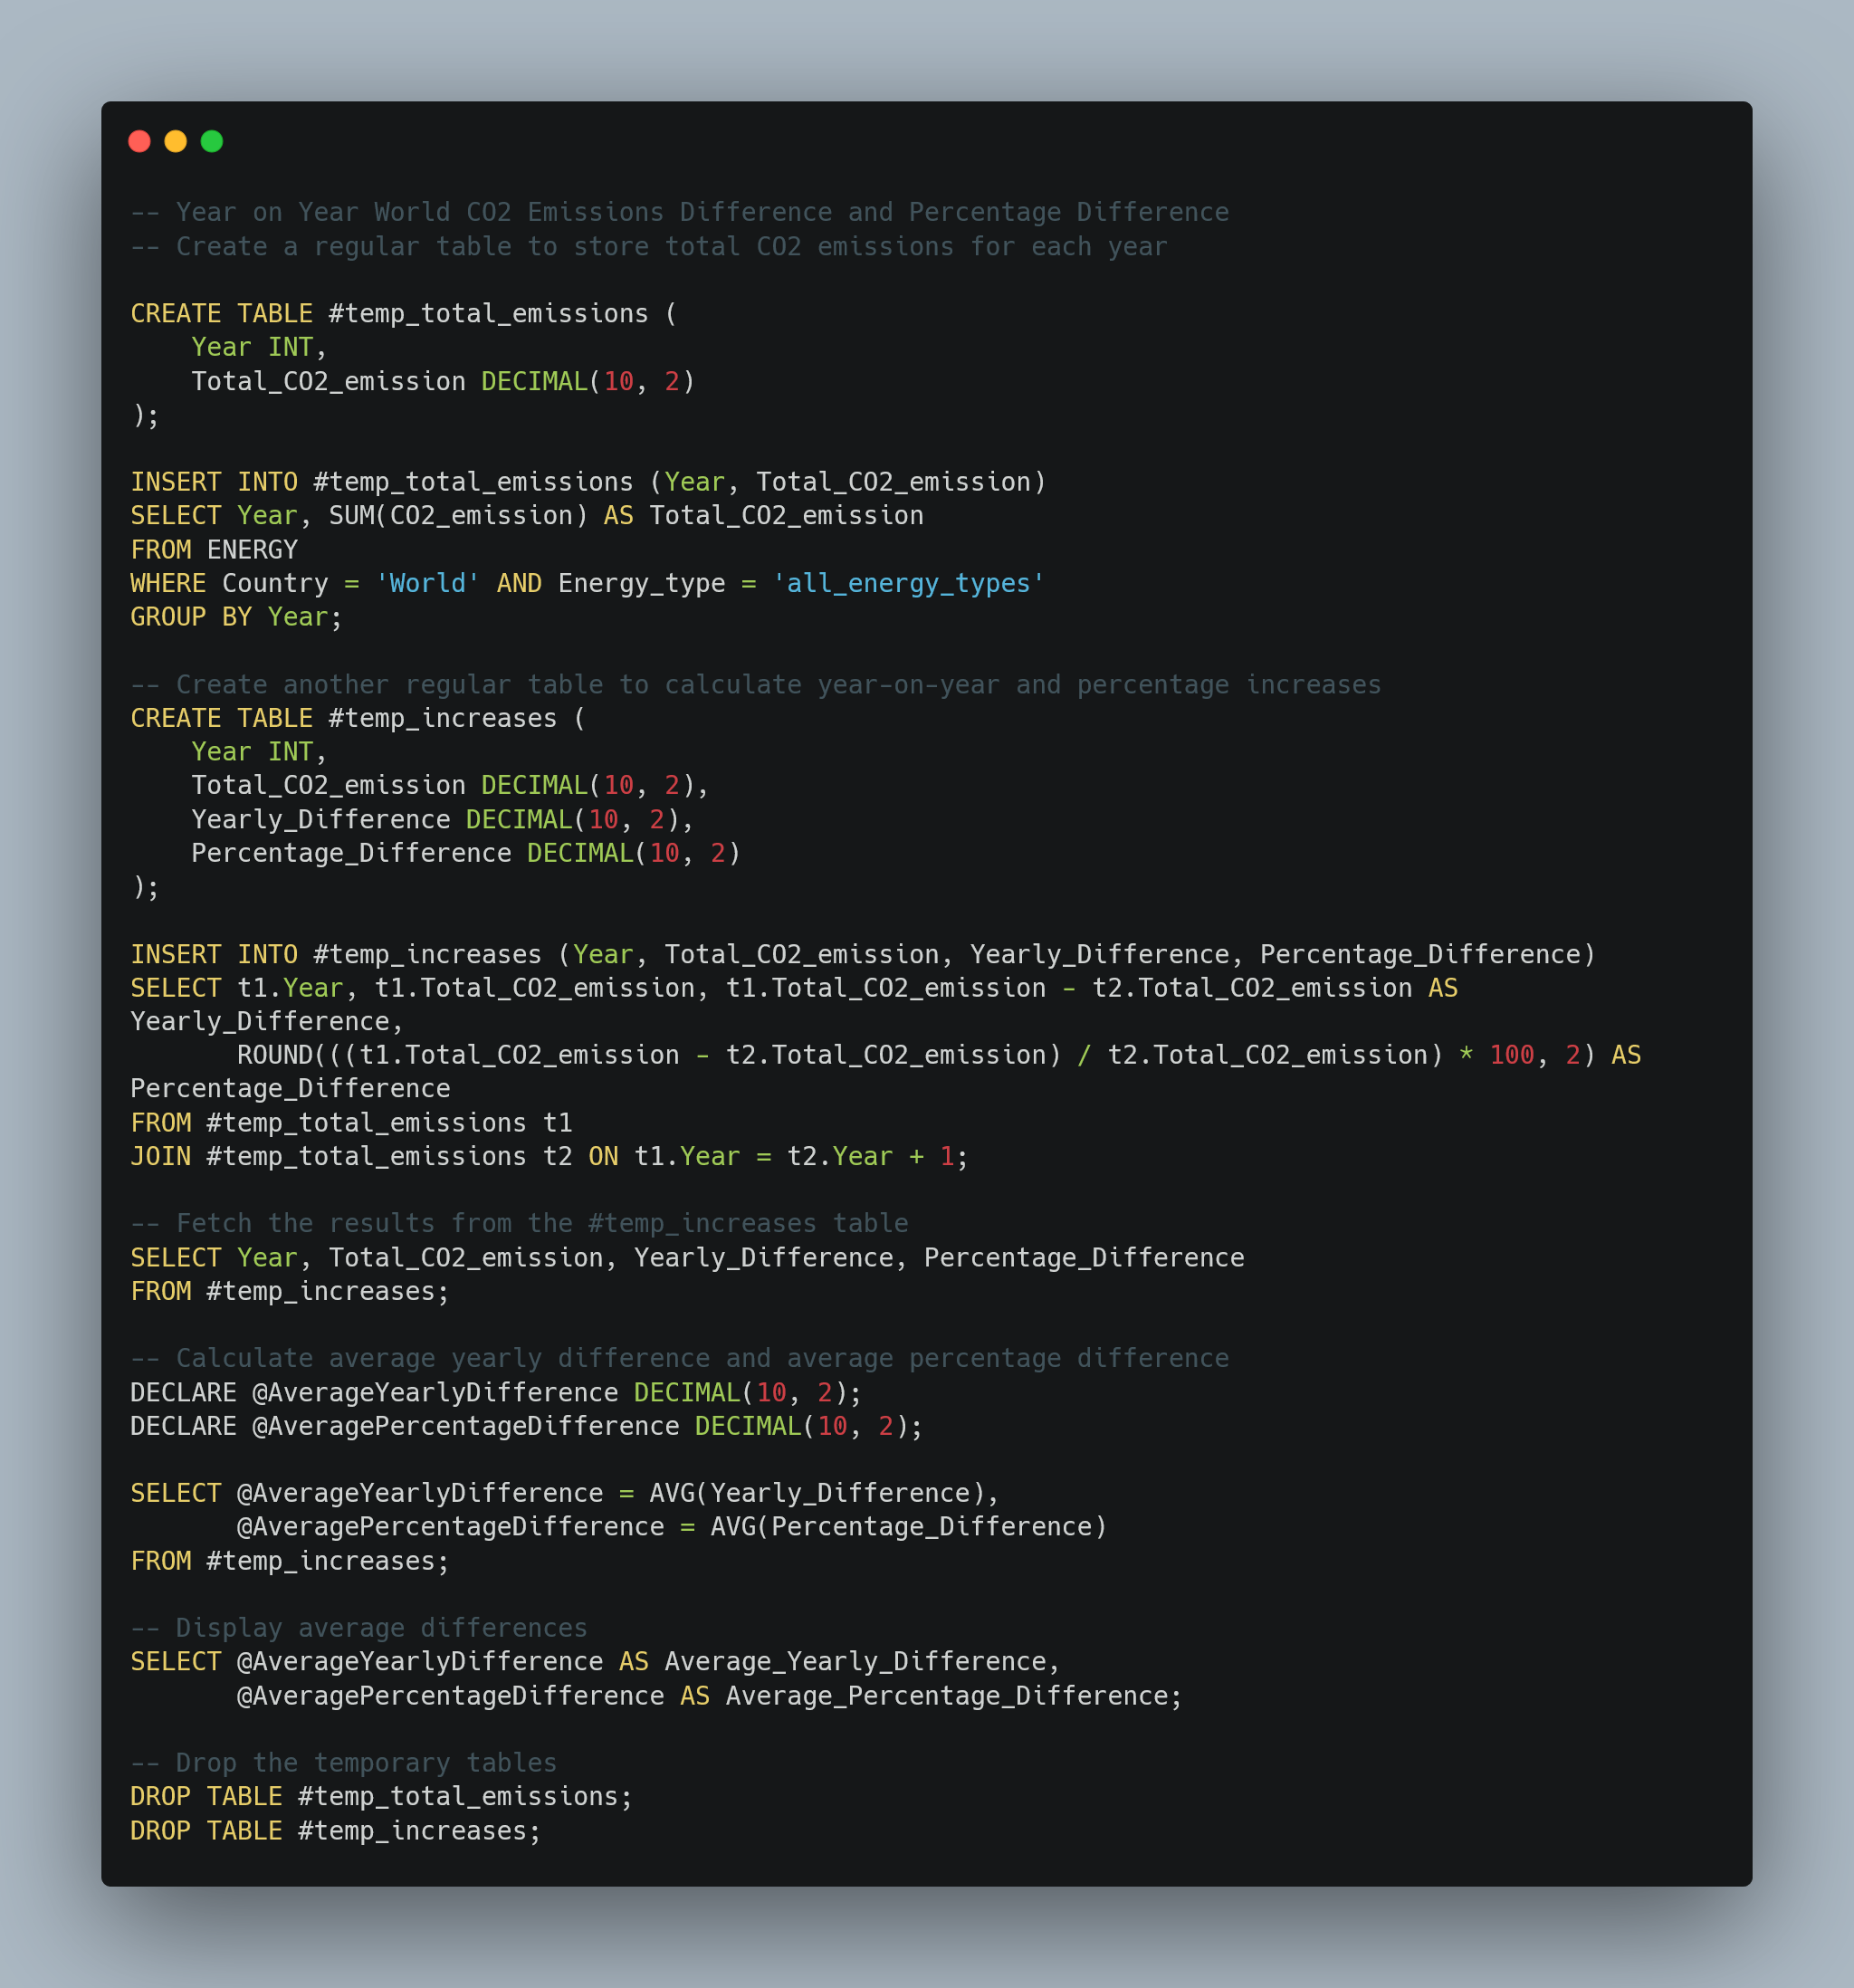 -- Year on Year World CO2 Emissions Difference and Percentage Difference
-- Create a regular table to store total CO2 emissions for each year

CREATE TABLE #temp_total_emissions (
    Year INT,
    Total_CO2_emission DECIMAL(10, 2)
);

INSERT INTO #temp_total_emissions (Year, Total_CO2_emission)
SELECT Year, SUM(CO2_emission) AS Total_CO2_emission
FROM ENERGY
WHERE Country = 'World' AND Energy_type = 'all_energy_types'
GROUP BY Year;

-- Create another regular table to calculate year-on-year and percentage increases
CREATE TABLE #temp_increases (
    Year INT,
    Total_CO2_emission DECIMAL(10, 2),
    Yearly_Difference DECIMAL(10, 2),
    Percentage_Difference DECIMAL(10, 2)
);

INSERT INTO #temp_increases (Year, Total_CO2_emission, Yearly_Difference, Percentage_Difference)
SELECT t1.Year, t1.Total_CO2_emission, t1.Total_CO2_emission - t2.Total_CO2_emission AS
Yearly_Difference,
       ROUND(((t1.Total_CO2_emission - t2.Total_CO2_emission) / t2.Total_CO2_emission) * 100, 2) AS
Percentage_Difference
FROM #temp_total_emissions t1
JOIN #temp_total_emissions t2 ON t1.Year = t2.Year + 1;

-- Fetch the results from the #temp_increases table
SELECT Year, Total_CO2_emission, Yearly_Difference, Percentage_Difference
FROM #temp_increases;

-- Calculate average yearly difference and average percentage difference
DECLARE @AverageYearlyDifference DECIMAL(10, 2);
DECLARE @AveragePercentageDifference DECIMAL(10, 2);

SELECT @AverageYearlyDifference = AVG(Yearly_Difference),
       @AveragePercentageDifference = AVG(Percentage_Difference)
FROM #temp_increases;

-- Display average differences
SELECT @AverageYearlyDifference AS Average_Yearly_Difference,
       @AveragePercentageDifference AS Average_Percentage_Difference;

-- Drop the temporary tables
DROP TABLE #temp_total_emissions;
DROP TABLE #temp_increases;